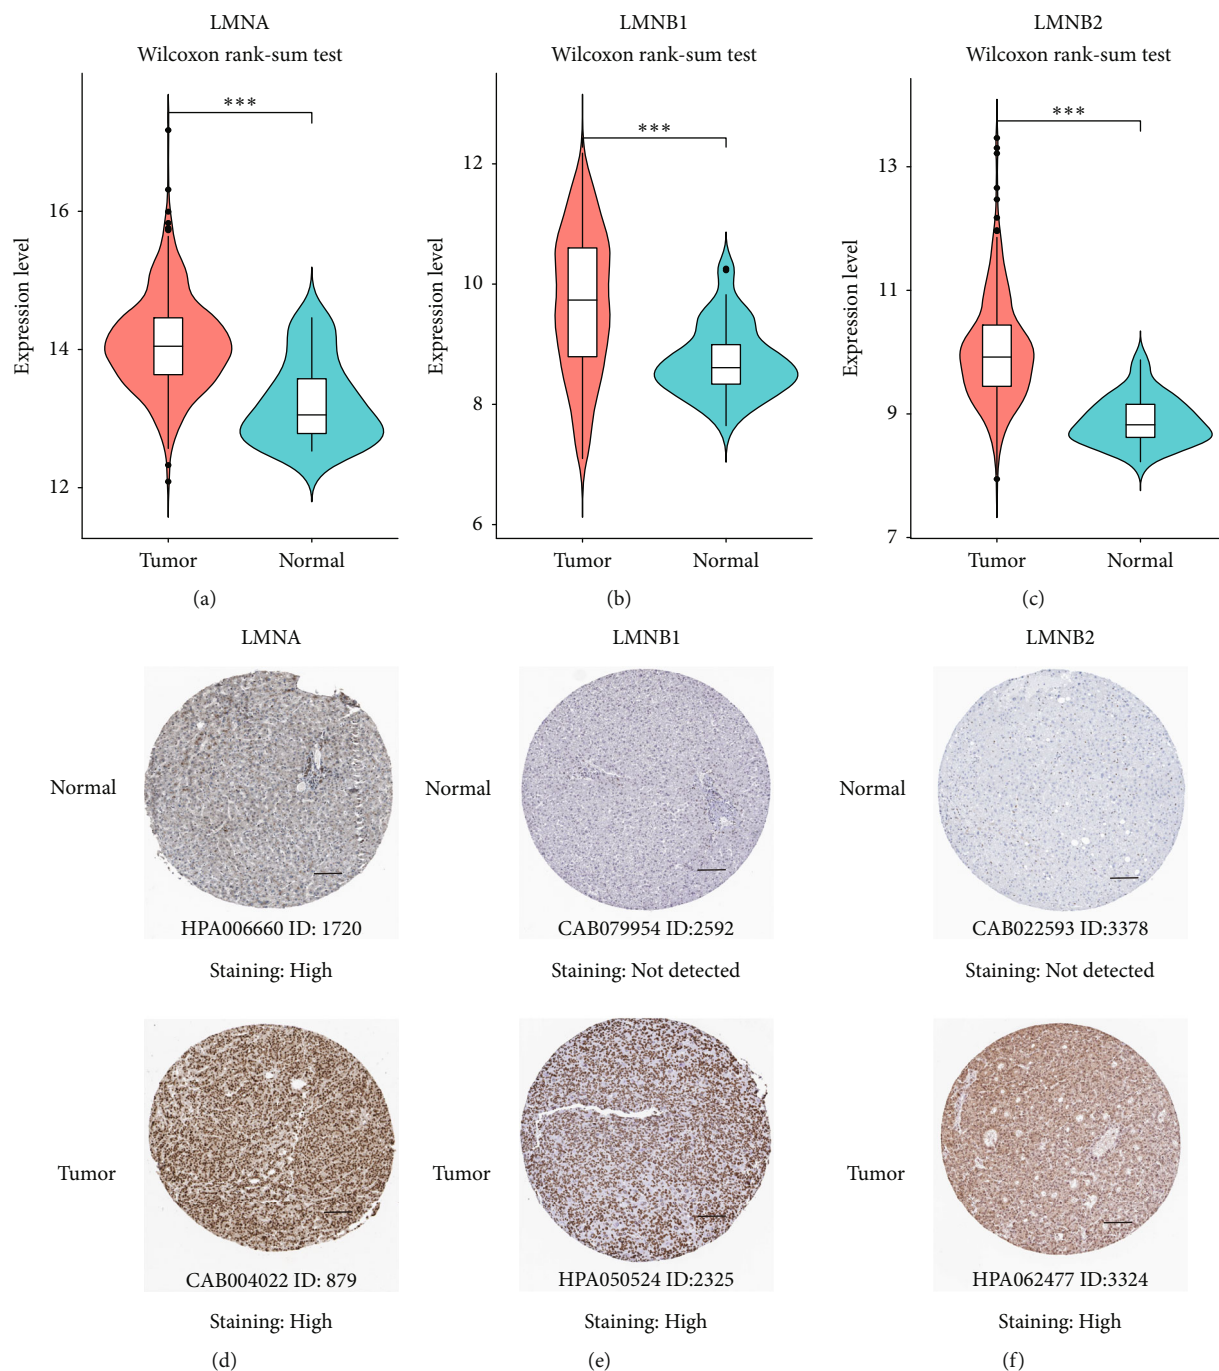 LMNA
Wilcoxon rank-sum test
***
Expression level
16
14
12
Tumor Normal
(a)
LMNB1
Wilcoxon rank-sum test
***
Expression level
12
10
8
6
Tumor Normal
(b)
LMNB2
Wilcoxon rank-sum test
***
Expression level
13
11
9
7
Tumor Normal
(c)
LMNA
Normal
HPA006660 ID: 1720
Staining: High
Tumor
CAB004022 ID: 879
Staining: High
(d)
LMNB1
Normal
CAB079954 ID:2592
Staining: Not detected
Tumor
HPA050524 ID:2325
Staining: High
(e)
LMNB2
Normal
CAB022593 ID:3378
Staining: Not detected
Tumor
HPA062477 ID:3324
Staining: High
(f)